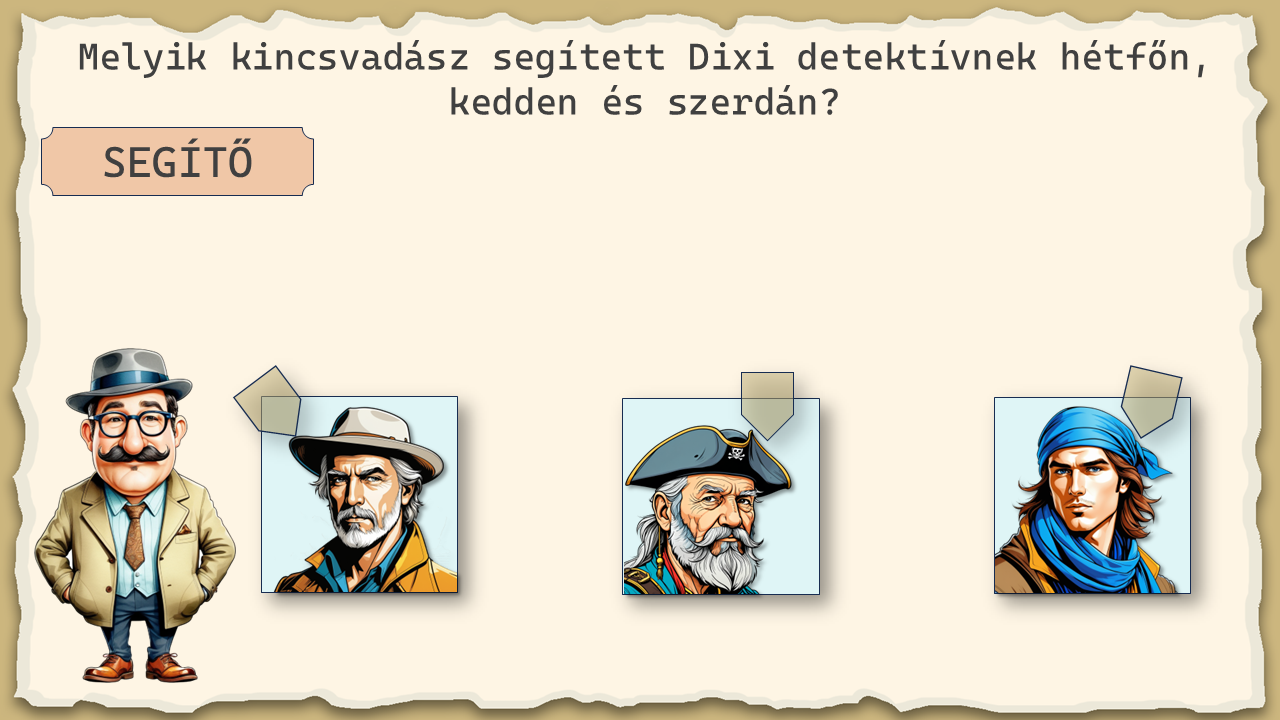 Melyik kincsvadász segített Dixi detektívnek hétfőn,
kedden és szerdán?
SEGÍTŐ